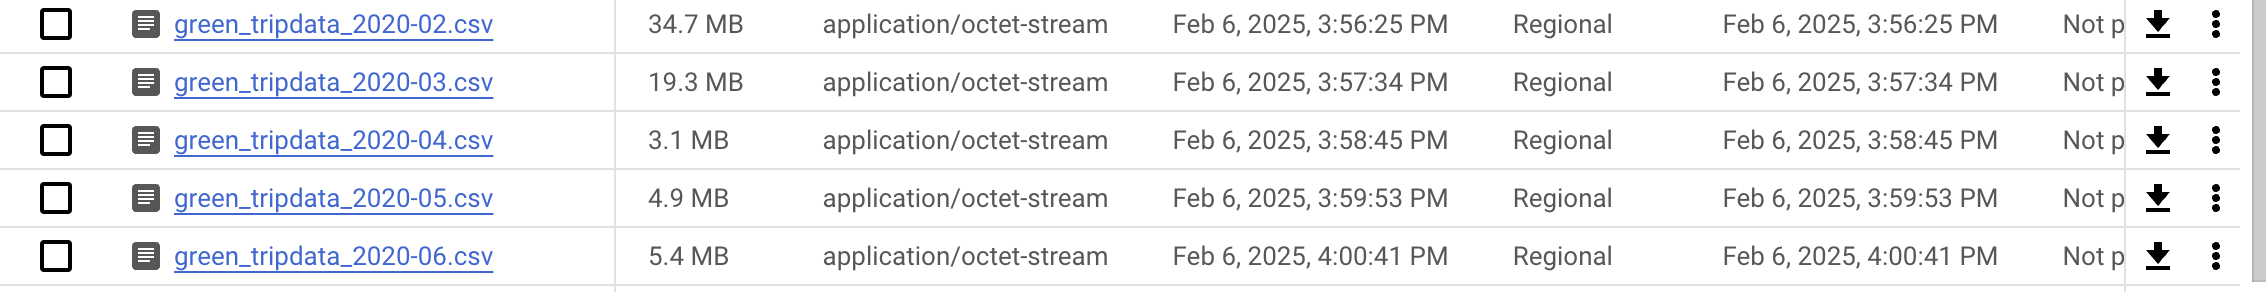 green_tripdata_2020-02.csv 34.7 MB application/octet-stream Feb 6, 2025, 3:56:25 PM Regional Feb 6, 2025, 3:56:25 PM Not p
green_tripdata_2020-03.csv 19.3 MB application/octet-stream Feb 6, 2025, 3:57:34 PM Regional Feb 6, 2025, 3:57:34 PM Not p
green_tripdata_2020-04.csv 3.1 MB application/octet-stream Feb 6, 2025, 3:58:45 PM Regional Feb 6, 2025, 3:58:45 PM Not p
green_tripdata_2020-05.csv 4.9 MB application/octet-stream Feb 6, 2025, 3:59:53 PM Regional Feb 6, 2025, 3:59:53 PM Not p
green_tripdata_2020-06.csv 5.4 MB application/octet-stream Feb 6, 2025, 4:00:41 PM Regional Feb 6, 2025, 4:00:41 PM Not p